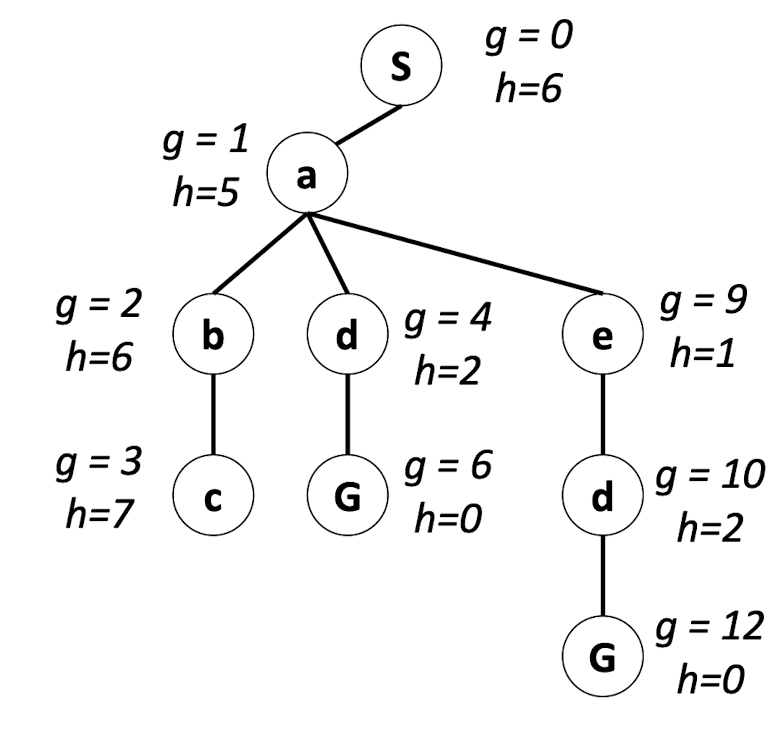 S
g = 0
h=6
g = 1
h=5
a
g = 2
h=6
b
d
g = 4
h=2
e
g = 9
h=1
g = 3
h=7
c
G
g = 6
h=0
d
g = 10
h=2
G
g = 12
h=0